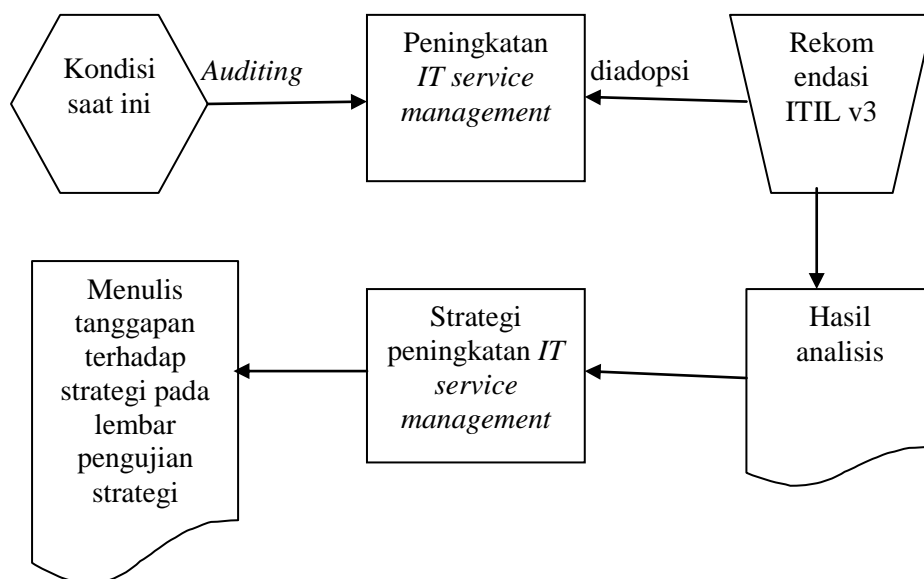 Kondisi
saat ini
Auditing
Peningkatan
IT service
management
diadopsi
Rekom
endasi
ITIL v3
Menulis
tanggapan
terhadap
strategi pada
lembar
pengujian
strategi
Strategi
peningkatan IT
service
management
Hasil
analisis